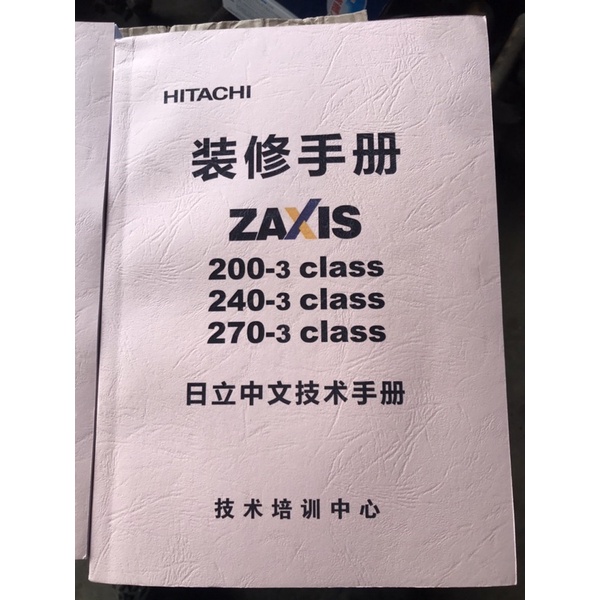 HITACHI
装修手册
ZAXIS
200-3 class
240-3 class
270-3 class
日立中文技术手册
技术培训中心